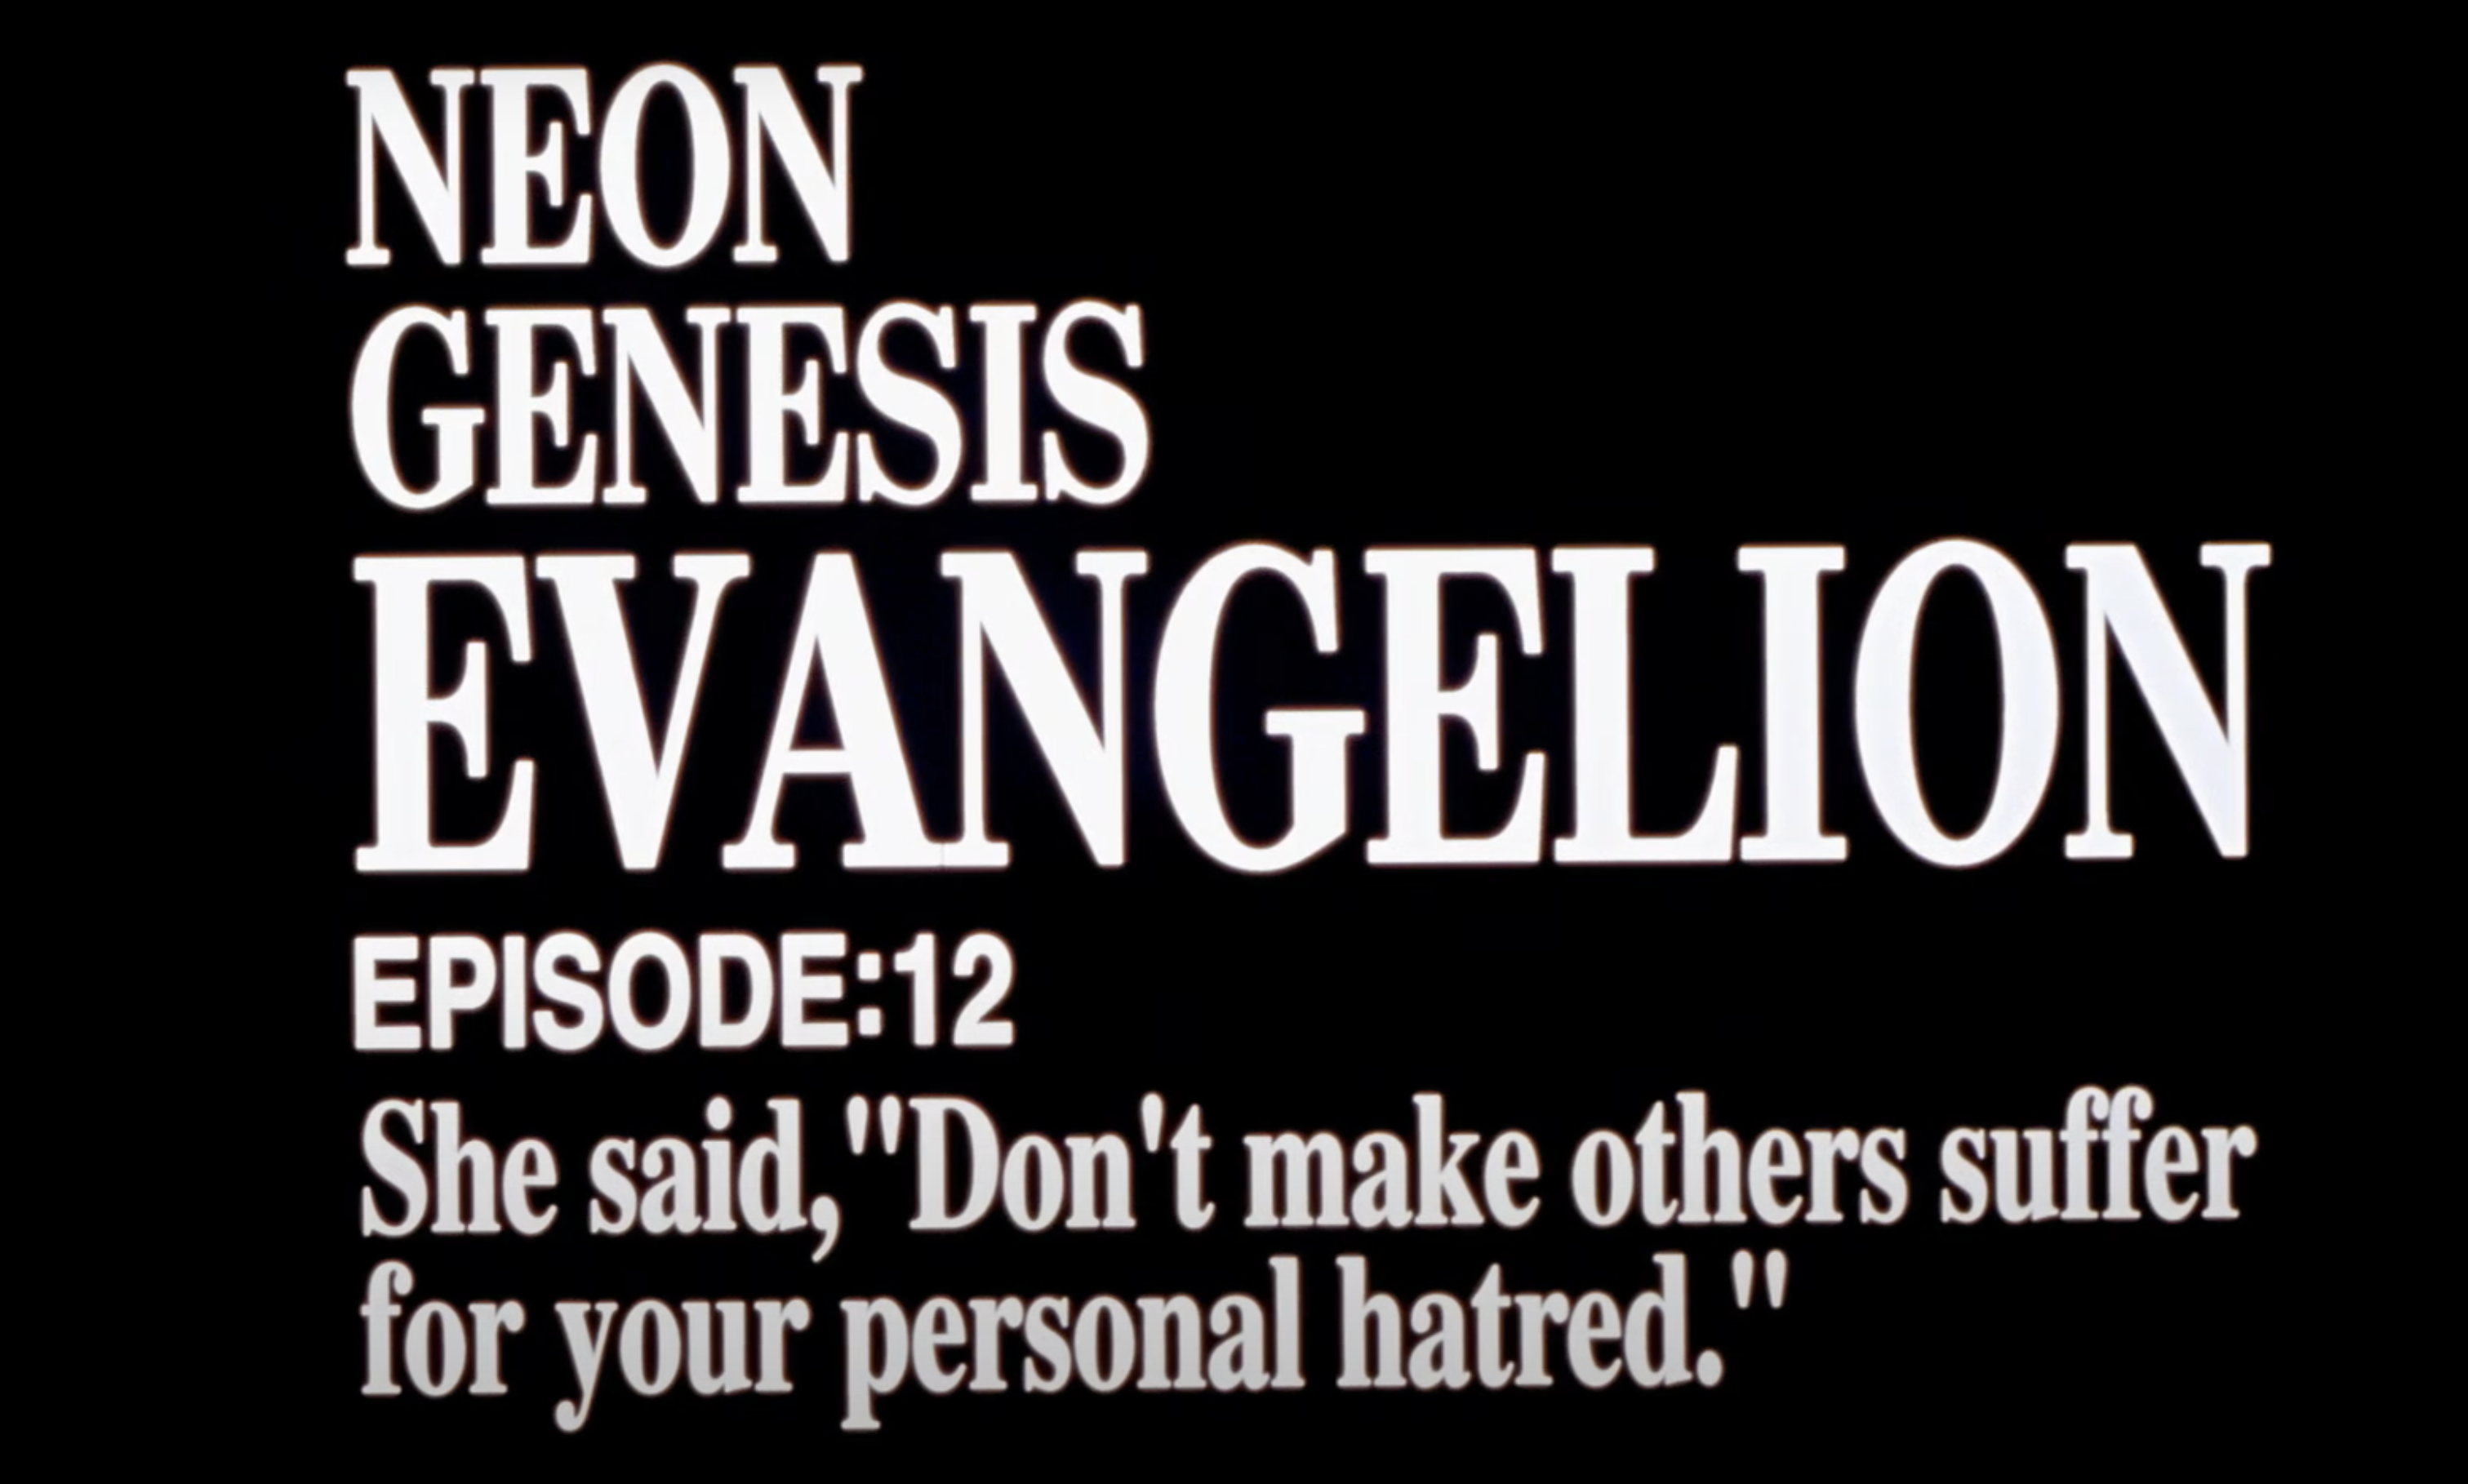 NEON
GENESIS
EVANGELION
EPISODE:12
She said,"Don't make others suffer
for your personal hatred."